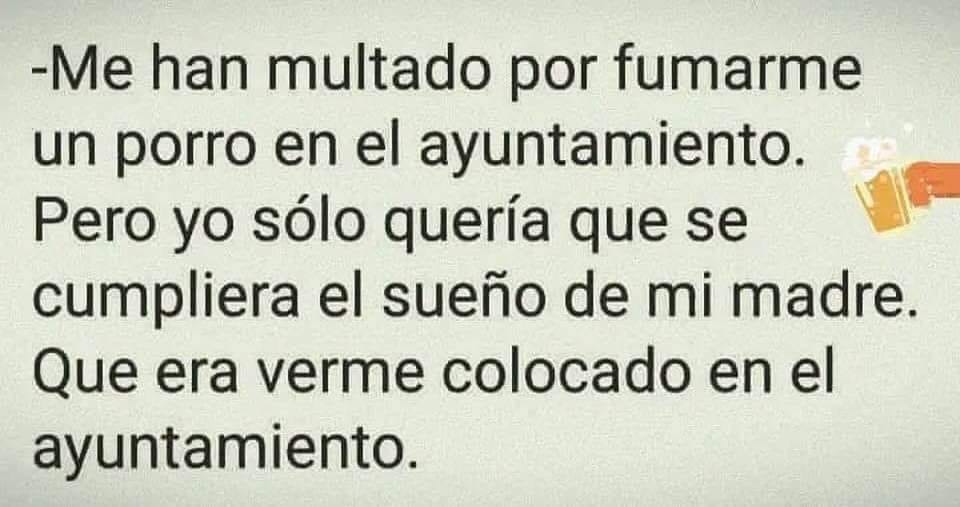 -Me han multado por fumarme
un porro en el ayuntamiento.
Pero yo sólo quería que se
cumpliera el sueño de mi madre.
Que era verme colocado en el
ayuntamiento.